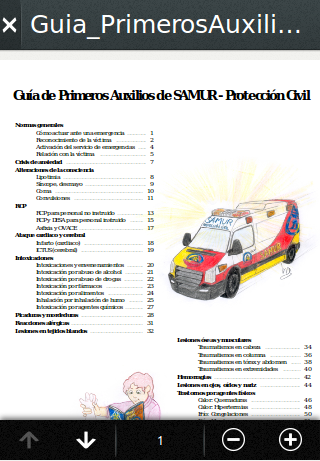 Guia_PrimerosAuxili...
Guía de Primeros Auxilios de SAMUR - Protección Civil
Normas generales
Cómo actuar ante una emergencia 1
Reconocimiento de la víctima 2
Activación del servicio de emergencias 4
Relación con la víctima 5
Crisis de ansiedad 7
Alteraciones de la consciencia
Lipotimia 8
Síncope, desmayo 9
Coma 10
Convulsiones 11
RCP
RCP para personal no instruido 13
RCP y DESA para personal instruido 15
Asfixia y OVACE 17
Ataque cardíaco y cerebral
Infarto (cardíaco) 18
ICTUS (cerebral) 19
Intoxicaciones
Intoxicaciones y envenenamientos 20
Intoxicación por abuso de alcohol 21
Intoxicación por abuso de drogas 22
Intoxicación por fármacos 23
Intoxicación por alimentos 24
Inhalación por inhalación de humo 25
Intoxicación por agentes químicos 27
Picaduras y mordeduras 28
Reacciones alérgicas 31
Lesiones en tejidos blandos 32
SAMUR
Lesiones óseas y musculares
Traumatismos en cabeza 34
Traumatismos en columna 36
Traumatismos en tórax y abdomen 38
Traumatismos en extremidades 40
Hemorragias 42
Lesiones en ojos, oídos y nariz 44
Trastornos por agentes físicos
Calor: Quemaduras 46
Calor: Hipertermias 48
Frío: Congelaciones 50
1